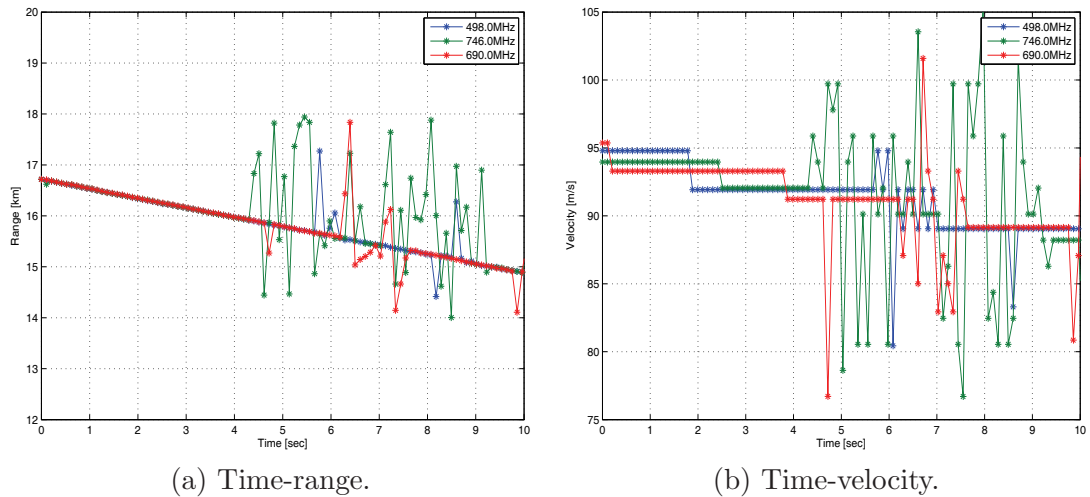 20
19
18
17
16
15
14
13
12
Range [km]
0 1 2 3 4 5 6 7 8 9 10
Time [sec]
498.0MHz
746.0MHz
690.0MHz
(a) Time-range.
105
100
95
90
85
80
75
Velocity [m/s]
0 1 2 3 4 5 6 7 8 9 10
Time [sec]
498.0MHz
746.0MHz
690.0MHz
(b) Time-velocity.